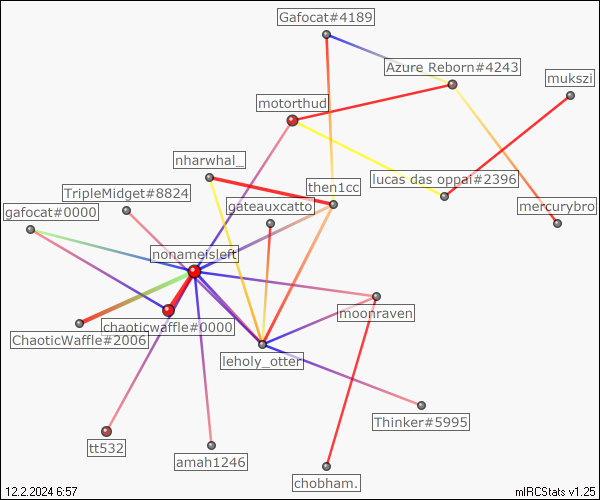 Gafocat#4189
Azure Reborn#4243
mukszi
motorthud
nharwhal_
lucas das oppai#2396
TripleMidget#8824
then1cc
gafocat#0000
gateauxcatto
mercurybro
nonameisleft
moonraven
chaoticwaffle#0000
ChaoticWaffle#2006
leholy_otter
Thinker#5995
tt532
amah1246
chobham.
12.2.2024 6:57
mIRCStats v1.25